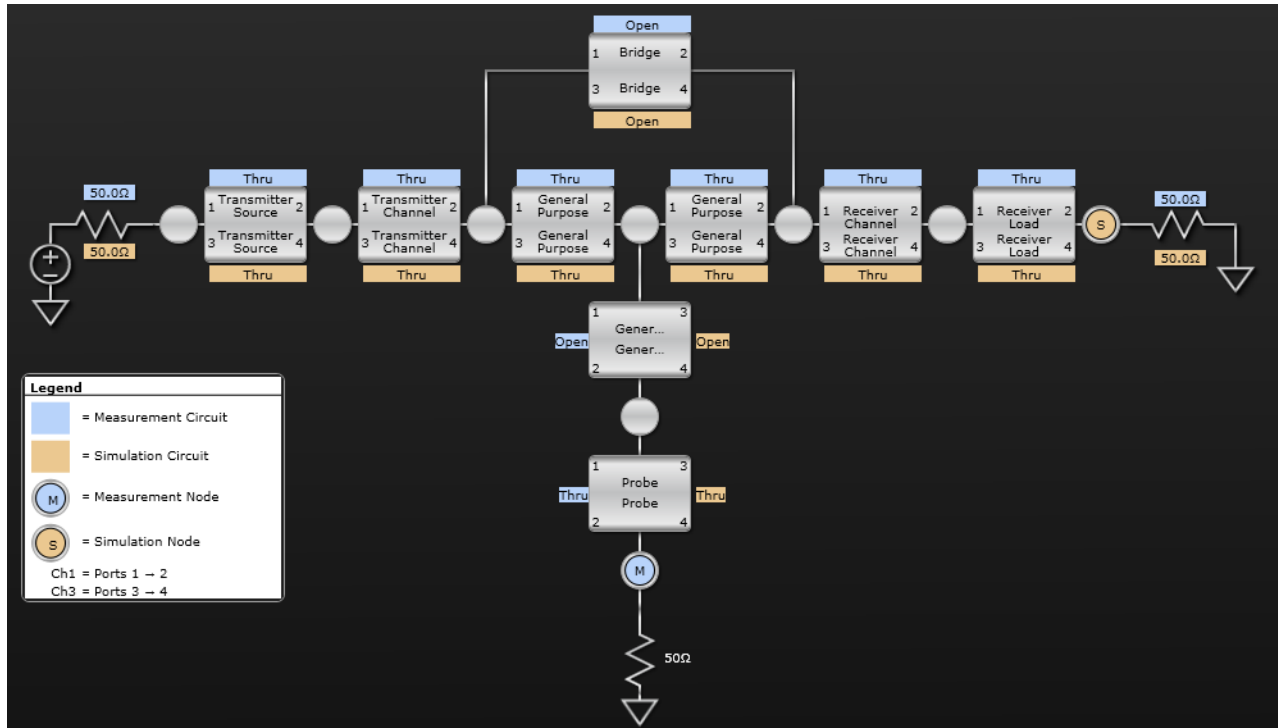 Open
1 Bridge 2
3 Bridge 4
Open
Thru
Thru
Thru
Thru
Thru
Thru
50.0Ω
50.0Ω
1 Transmitter 2
Source
3 Transmitter 4
Source
1 Transmitter 2
Channel
3 Transmitter 4
Channel
1 General 2
Purpose
3 General 4
Purpose
1 General 2
Purpose
3 General 4
Purpose
1 Receiver 2
Channel
3 Receiver 4
Channel
1 Receiver 2
Load
3 Receiver 4
Load
S
50.0Ω
50.0Ω
Thru
Thru
Thru
Thru
Thru
Thru
1 3
Gener...
Open Open
Gener...
2 4
Legend
= Measurement Circuit
= Simulation Circuit
M = Measurement Node
S = Simulation Node
Ch1 = Ports 1 → 2
Ch3 = Ports 3 → 4
1 3
Probe
Thru Thru
Probe
2 4
M
50Ω